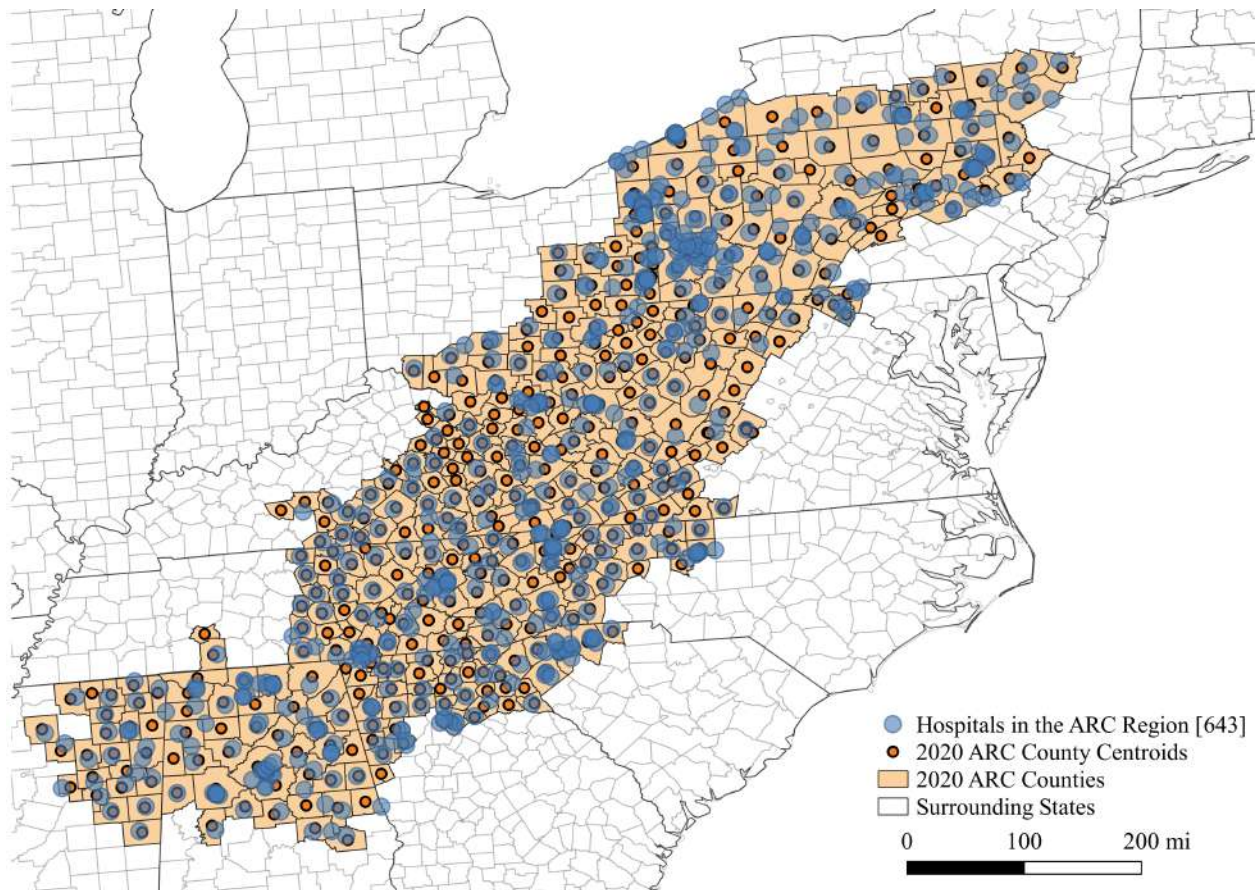 Hospitals in the ARC Region [643]
2020 ARC County Centroids
2020 ARC Counties
Surrounding States
0 100 200 mi